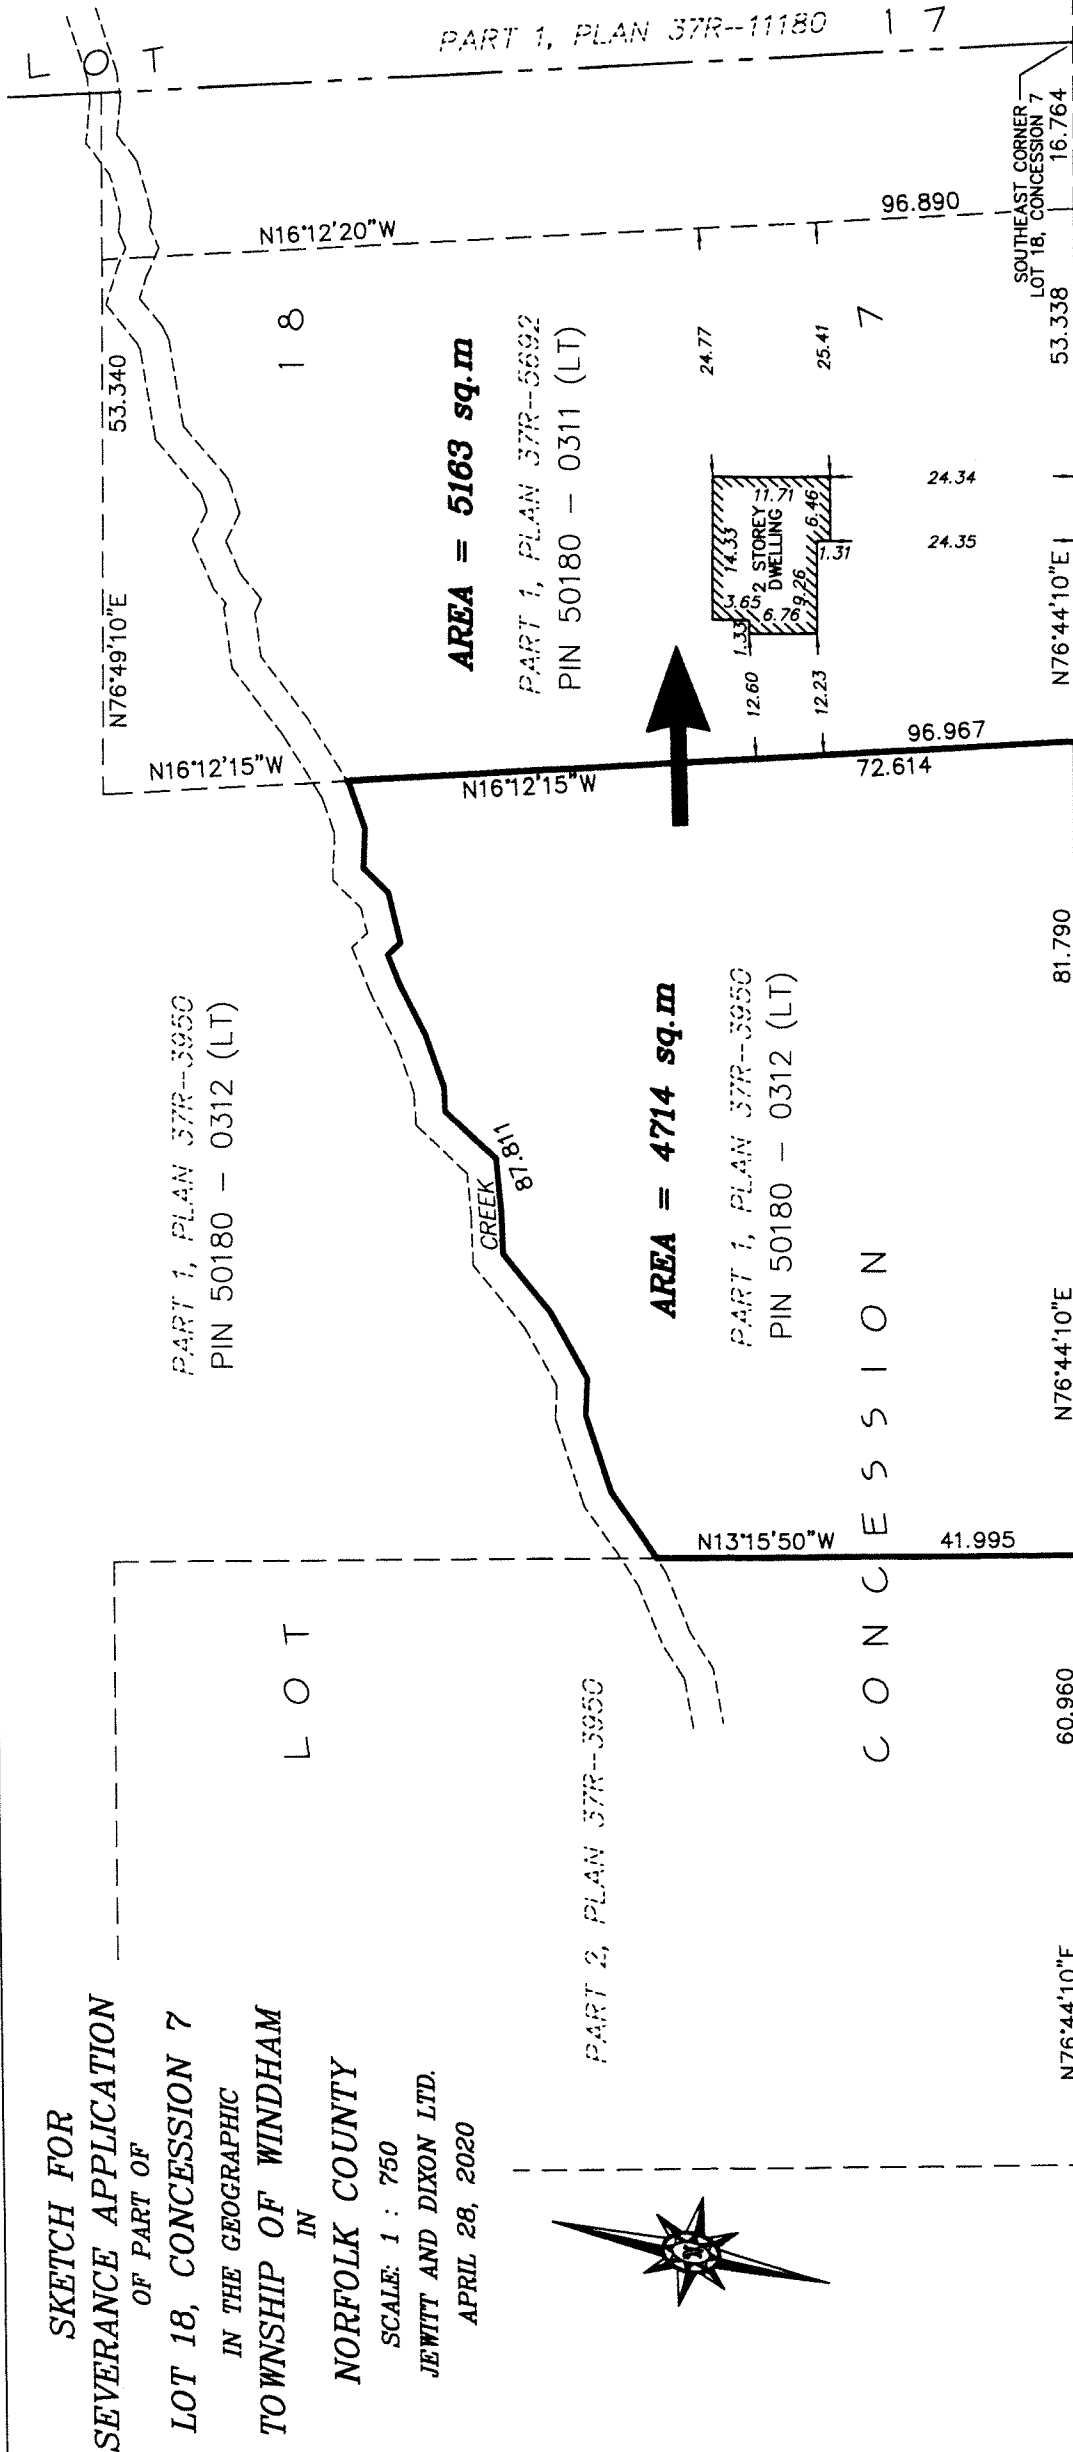 SKETCH FOR
SEVERANCE APPLICATION
OF PART OF
LOT 18, CONCESSION 7
IN THE GEOGRAPHIC
TOWNSHIP OF WINDHAM
IN
NORFOLK COUNTY
SCALE: 1 : 750
JEWITT AND DIXON LTD.
APRIL 28, 2020
LOT
17
PART 1, PLAN 37R--11180
LOT
18
CONCESSION
7
N76°49'10"E
53.340
N16°12'15"W
N16°12'20"W
96.890
AREA = 5163 sq.m
PART 1, PLAN 37R--5692
PIN 50180 - 0311 (LT)
24.77
25.41
14.33
11.71
2 STOREY
DWELLING
3.65
1.33
6.76
9.26
6.46
1.31
12.60
12.23
24.34
24.35
N16°12'15"W
96.967
72.614
PART 1, PLAN 37R--3950
PIN 50180 - 0312 (LT)
CREEK
87.811
AREA = 4714 sq.m
PART 1, PLAN 37R--3950
PIN 50180 - 0312 (LT)
N13°15'50"W
41.995
PART 2, PLAN 37R--3950
N76°44'10"E
60.960
N76°44'10"E
81.790
N76°44'10"E
53.338
16.764
SOUTHEAST CORNER
LOT 18, CONCESSION 7